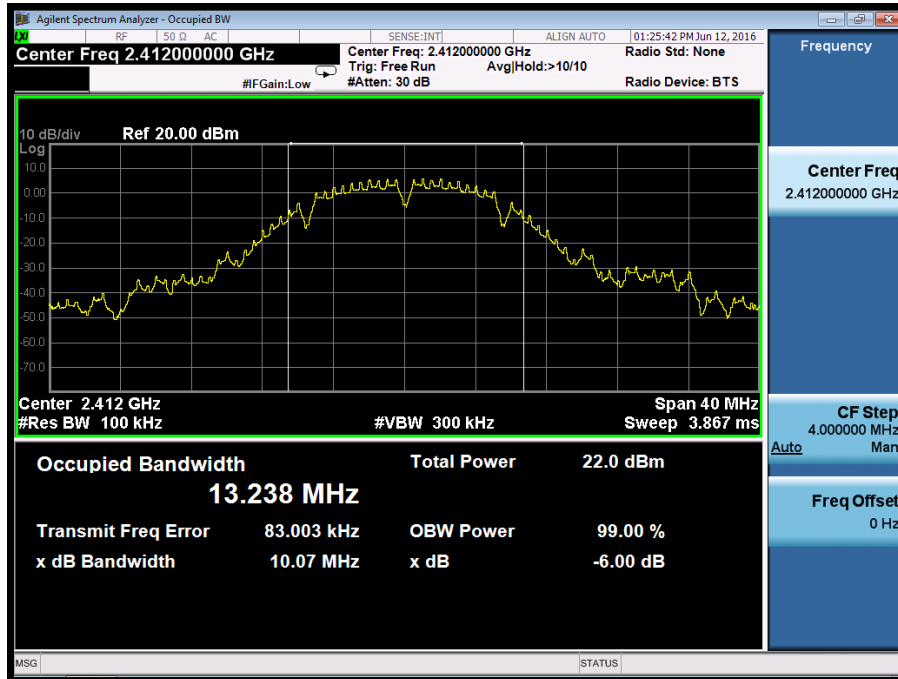 Agilent Spectrum Analyzer - Occupied BW
LXI RF 50 Ω AC SENSE:INT ALIGN AUTO 01:25:42 PM Jun 12, 2016
Center Freq 2.412000000 GHz
Center Freq: 2.412000000 GHz
Radio Std: None
Trig: Free Run Avg|Hold:>10/10
#IFGain:Low #Atten: 30 dB Radio Device: BTS
Frequency
10 dB/div Ref 20.00 dBm
Log
10.0
0.00
-10.0
-20.0
-30.0
-40.0
-50.0
-60.0
-70.0
Center 2.412 GHz Span 40 MHz
#Res BW 100 kHz #VBW 300 kHz Sweep 3.867 ms
Center Freq
2.412000000 GHz
CF Step
4.000000 MHz
Auto Man
Freq Offset
0 Hz
Occupied Bandwidth Total Power 22.0 dBm
13.238 MHz
Transmit Freq Error 83.003 kHz OBW Power 99.00 %
x dB Bandwidth 10.07 MHz x dB -6.00 dB
MSG STATUS